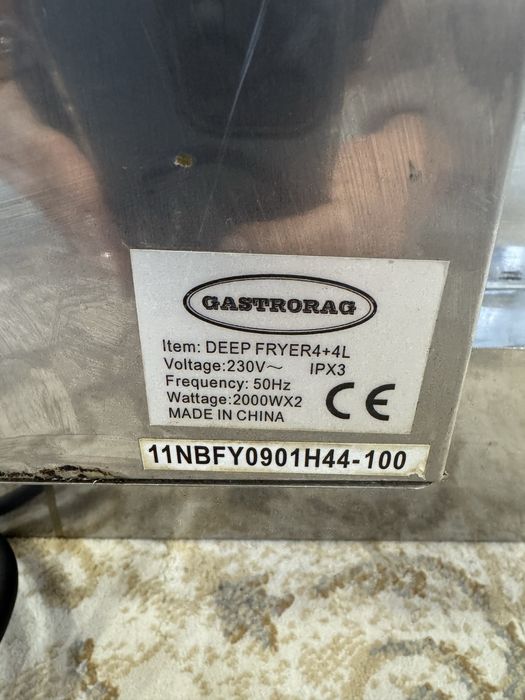 GASTRORAG
Item: DEEP FRYER4+4L
Voltage:230V～ IPX3
Frequency: 50Hz
Wattage:2000WX2
MADE IN CHINA
CE
11NBFY0901H44-100